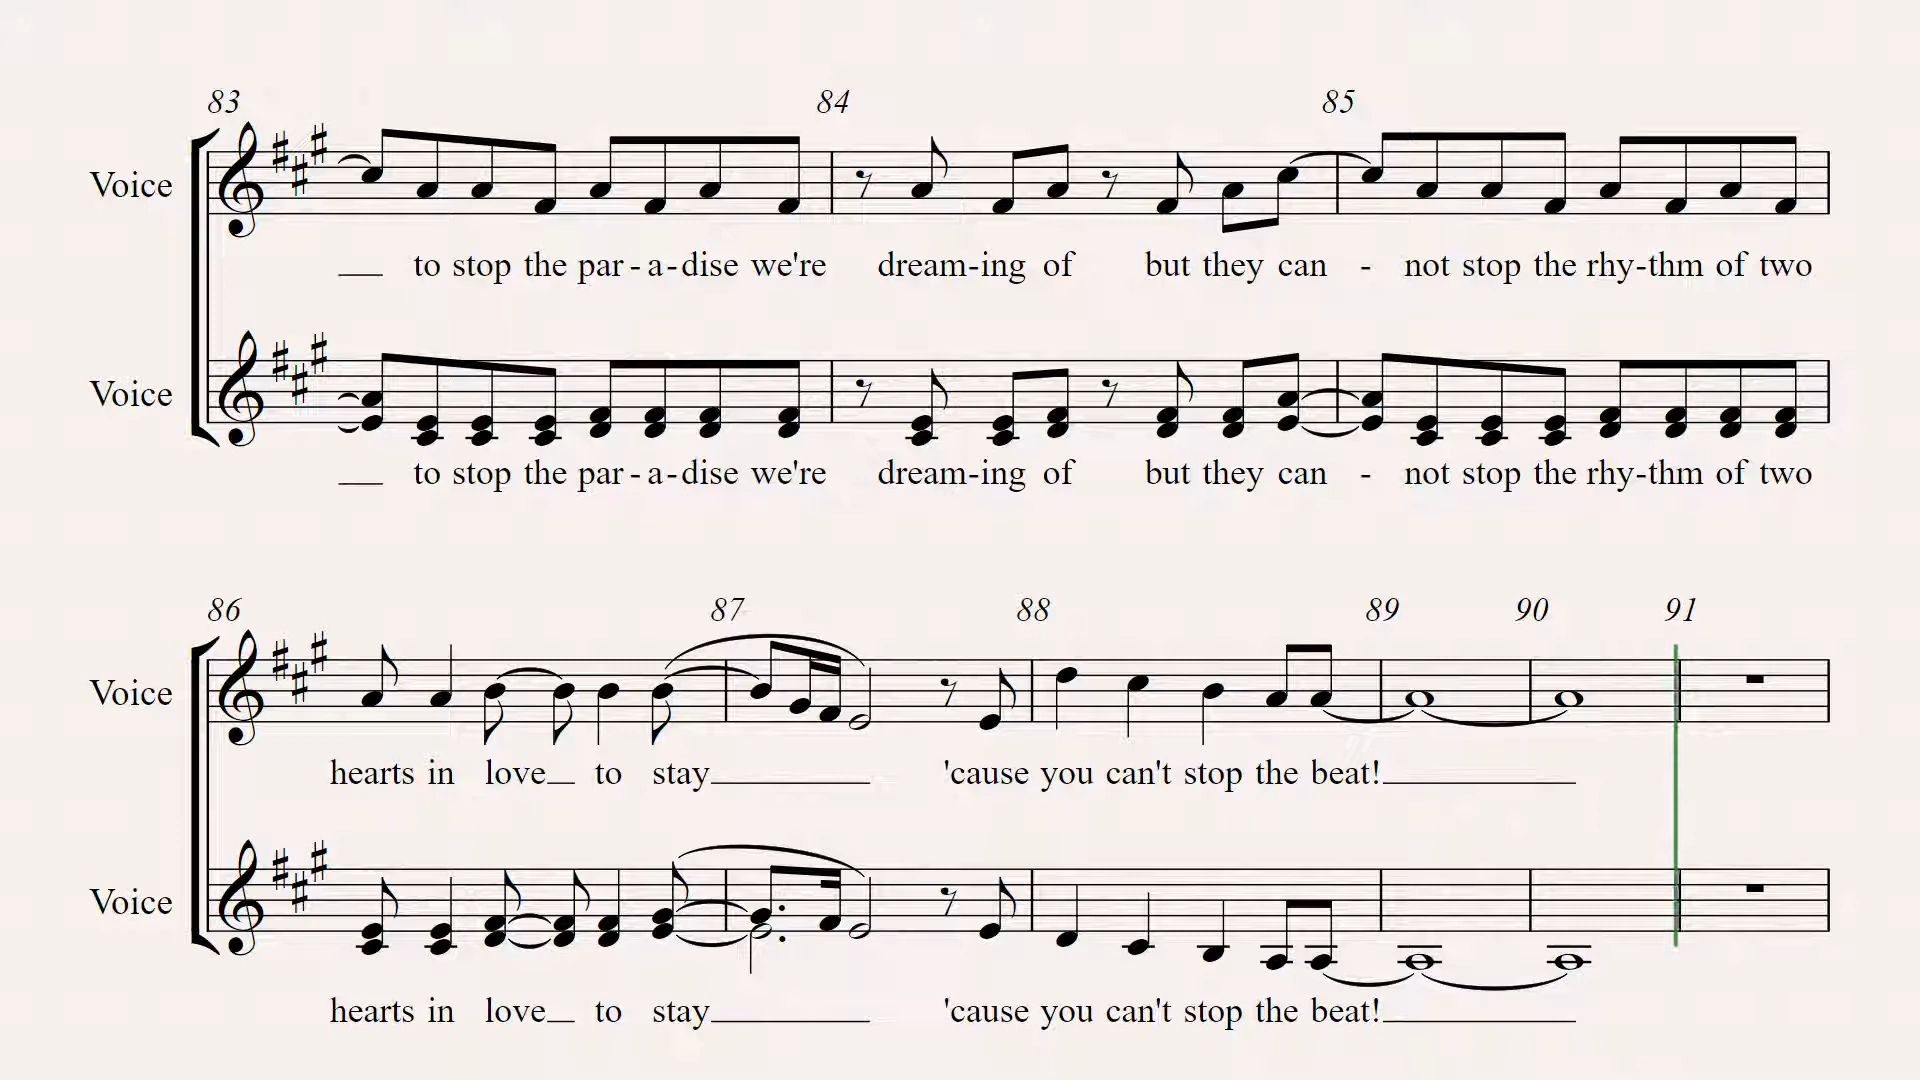 83 84 85
Voice
to stop the par - a - dise we're dream-ing of but they can - not stop the rhy-thm of two
Voice
to stop the par - a - dise we're dream-ing of but they can - not stop the rhy-thm of two
86 87 88 89 90 91
Voice
hearts in love to stay 'cause you can't stop the beat!
Voice
hearts in love to stay 'cause you can't stop the beat!